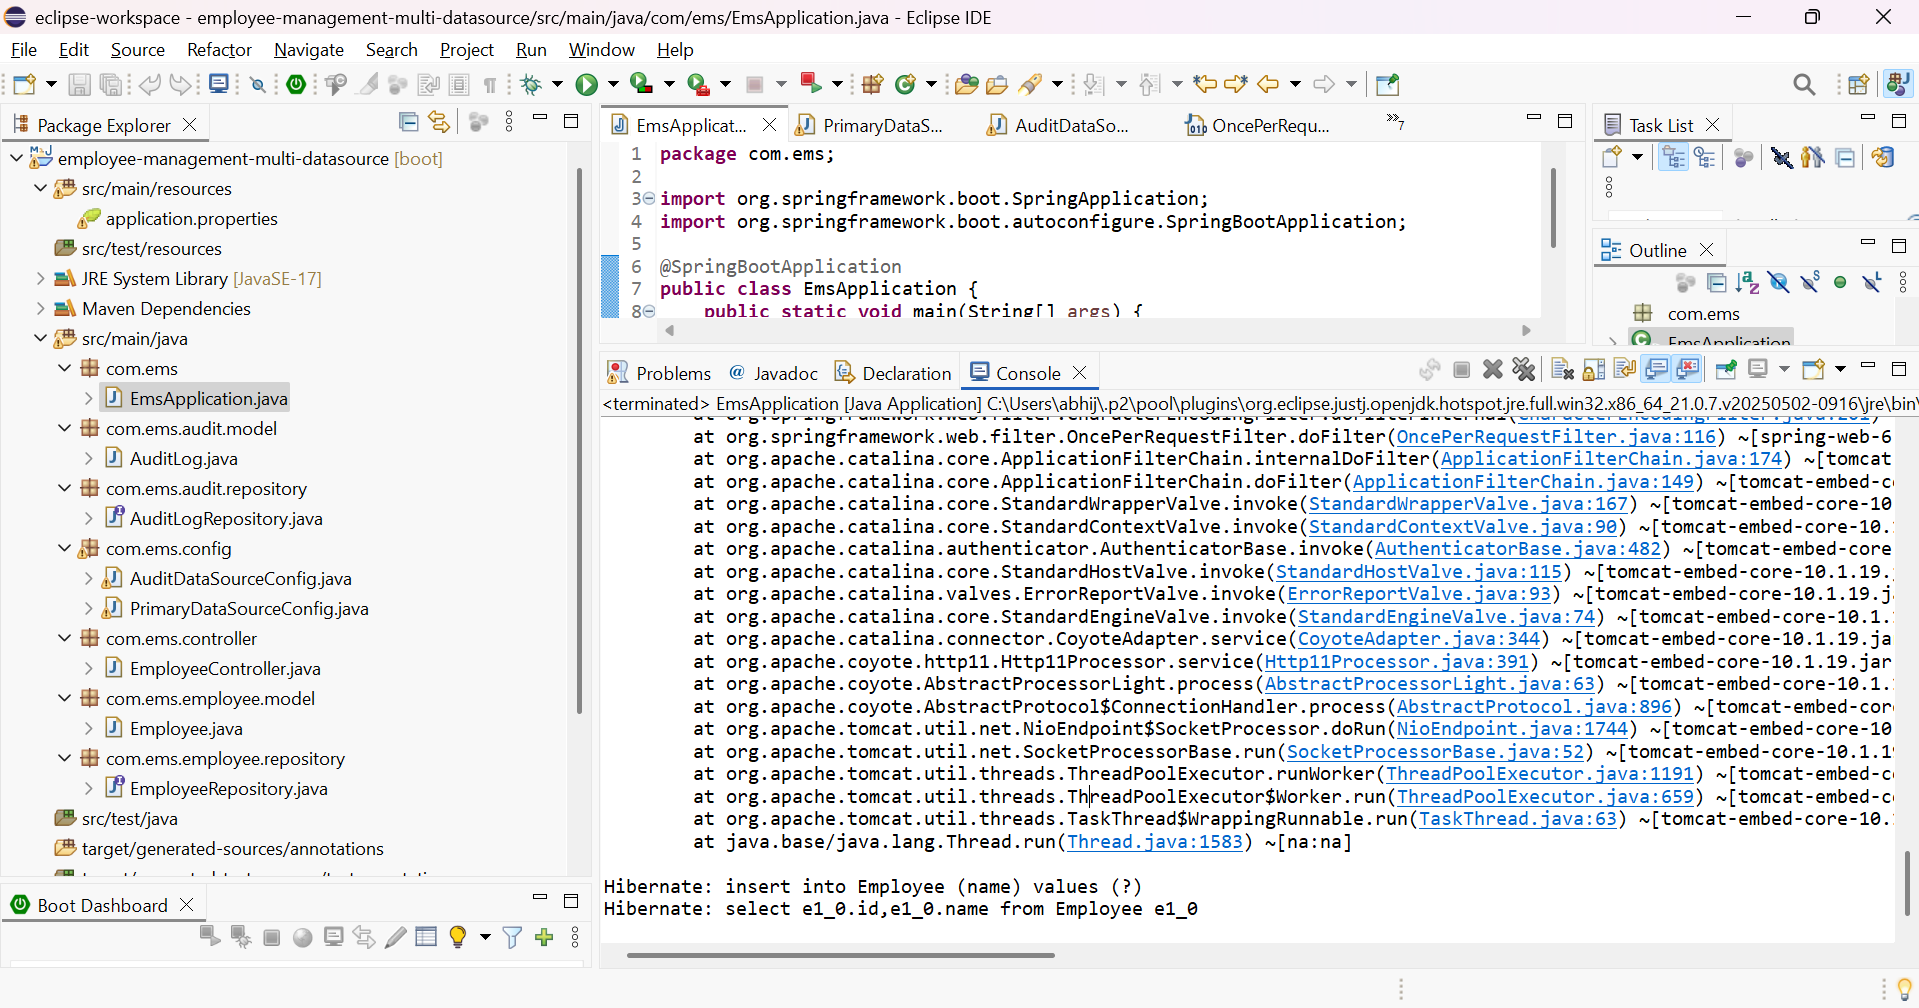 eclipse-workspace - employee-management-multi-datasource/src/main/java/com/ems/EmsApplication.java - Eclipse IDE
File Edit Source Refactor Navigate Search Project Run Window Help
Package Explorer
employee-management-multi-datasource [boot]
src/main/resources
application.properties
src/test/resources
JRE System Library [JavaSE-17]
Maven Dependencies
src/main/java
com.ems
EmsApplication.java
com.ems.audit.model
AuditLog.java
com.ems.audit.repository
AuditLogRepository.java
com.ems.config
AuditDataSourceConfig.java
PrimaryDataSourceConfig.java
com.ems.controller
EmployeeController.java
com.ems.employee.model
Employee.java
com.ems.employee.repository
EmployeeRepository.java
src/test/java
target/generated-sources/annotations
Boot Dashboard
EmsApplicat... PrimaryDataS... AuditDataSo... OncePerRequ... »7
1 package com.ems;
2
3 import org.springframework.boot.SpringApplication;
4 import org.springframework.boot.autoconfigure.SpringBootApplication;
5
6 @SpringBootApplication
7 public class EmsApplication {
8 public static void main(String[] args) {
Task List
Outline
com.ems
EmsApplication
Problems @ Javadoc Declaration Console
<terminated> EmsApplication [Java Application] C:\Users\abhij\.p2\pool\plugins\org.eclipse.justj.openjdk.hotspot.jre.full.win32.x86_64_21.0.7.v20250502-0916\jre\bin\
at org.springframework.web.filter.CharacterEncodingFilter.doFilterInternal(CharacterEncodingFilter.java:201)
at org.springframework.web.filter.OncePerRequestFilter.doFilter(OncePerRequestFilter.java:116) ~[spring-web-6
at org.apache.catalina.core.ApplicationFilterChain.internalDoFilter(ApplicationFilterChain.java:174) ~[tomcat
at org.apache.catalina.core.ApplicationFilterChain.doFilter(ApplicationFilterChain.java:149) ~[tomcat-embed-c
at org.apache.catalina.core.StandardWrapperValve.invoke(StandardWrapperValve.java:167) ~[tomcat-embed-core-10
at org.apache.catalina.core.StandardContextValve.invoke(StandardContextValve.java:90) ~[tomcat-embed-core-10.
at org.apache.catalina.authenticator.AuthenticatorBase.invoke(AuthenticatorBase.java:482) ~[tomcat-embed-core
at org.apache.catalina.core.StandardHostValve.invoke(StandardHostValve.java:115) ~[tomcat-embed-core-10.1.19.
at org.apache.catalina.valves.ErrorReportValve.invoke(ErrorReportValve.java:93) ~[tomcat-embed-core-10.1.19.j
at org.apache.catalina.core.StandardEngineValve.invoke(StandardEngineValve.java:74) ~[tomcat-embed-core-10.1.
at org.apache.catalina.connector.CoyoteAdapter.service(CoyoteAdapter.java:344) ~[tomcat-embed-core-10.1.19.ja
at org.apache.coyote.http11.Http11Processor.service(Http11Processor.java:391) ~[tomcat-embed-core-10.1.19.jar
at org.apache.coyote.AbstractProcessorLight.process(AbstractProcessorLight.java:63) ~[tomcat-embed-core-10.1.
at org.apache.coyote.AbstractProtocol$ConnectionHandler.process(AbstractProtocol.java:896) ~[tomcat-embed-cor
at org.apache.tomcat.util.net.NioEndpoint$SocketProcessor.doRun(NioEndpoint.java:1744) ~[tomcat-embed-core-10
at org.apache.tomcat.util.net.SocketProcessorBase.run(SocketProcessorBase.java:52) ~[tomcat-embed-core-10.1.1
at org.apache.tomcat.util.threads.ThreadPoolExecutor.runWorker(ThreadPoolExecutor.java:1191) ~[tomcat-embed-c
at org.apache.tomcat.util.threads.ThreadPoolExecutor$Worker.run(ThreadPoolExecutor.java:659) ~[tomcat-embed-c
at org.apache.tomcat.util.threads.TaskThread$WrappingRunnable.run(TaskThread.java:63) ~[tomcat-embed-core-10.
at java.base/java.lang.Thread.run(Thread.java:1583) ~[na:na]
Hibernate: insert into Employee (name) values (?)
Hibernate: select e1_0.id,e1_0.name from Employee e1_0